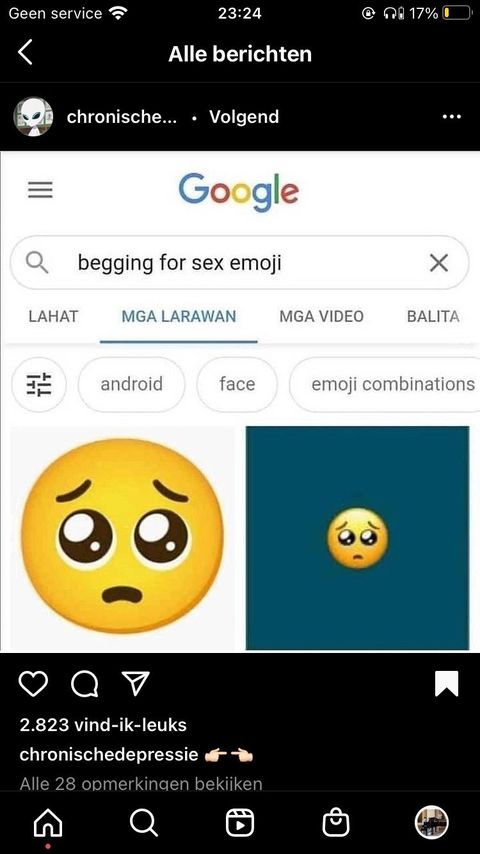 Geen service 23:24 17%
Alle berichten
chronische... • Volgend
Google
begging for sex emoji
LAHAT MGA LARAWAN MGA VIDEO BALITA
android face emoji combinations
2.823 vind-ik-leuks
chronischedepressie 👉🏻👈🏻
Alle 28 opmerkingen bekijken